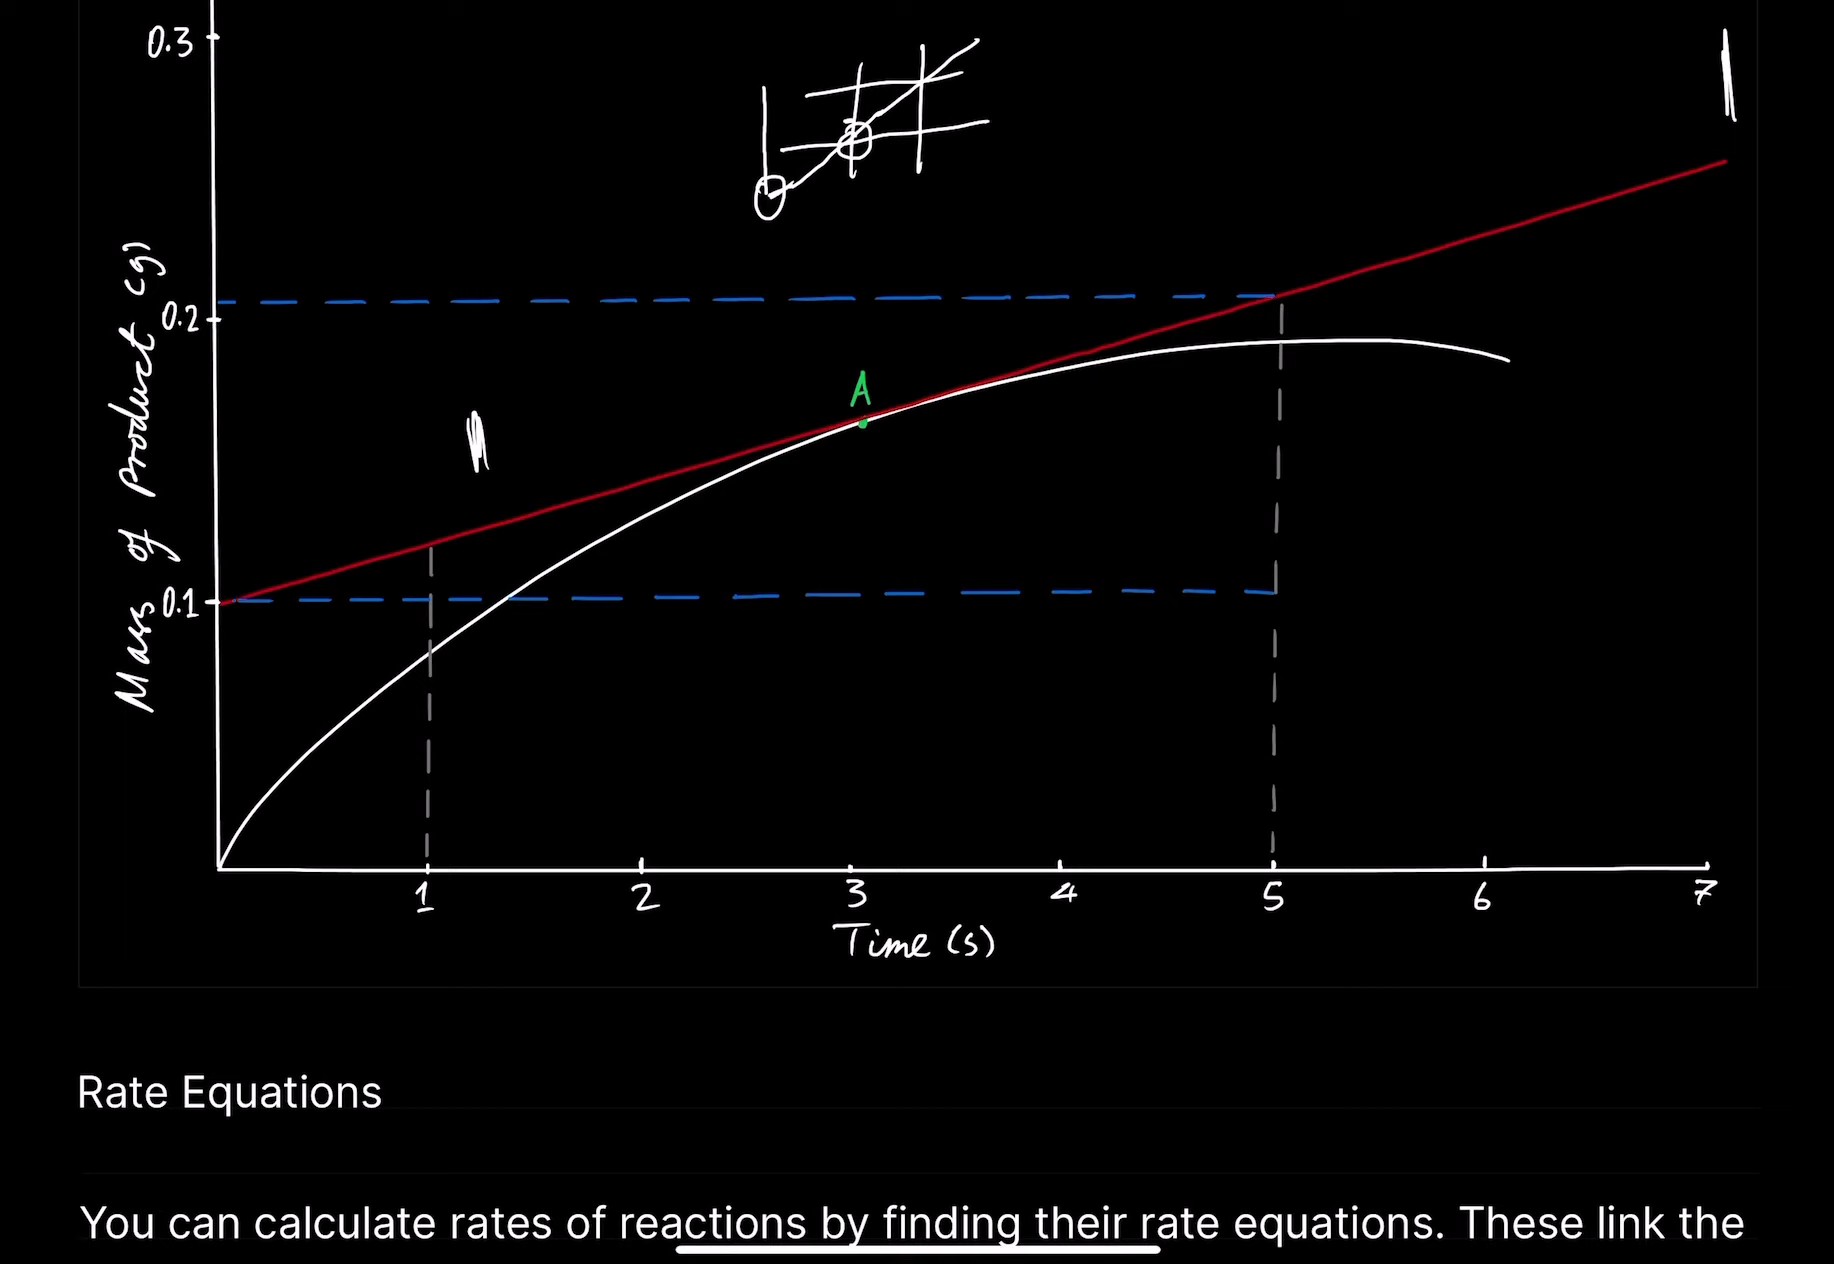 0.3
0.2
0.1
Mass of product (g)
A
1 2 3 4 5 6 7
Time (s)
Rate Equations
You can calculate rates of reactions by finding their rate equations. These link the